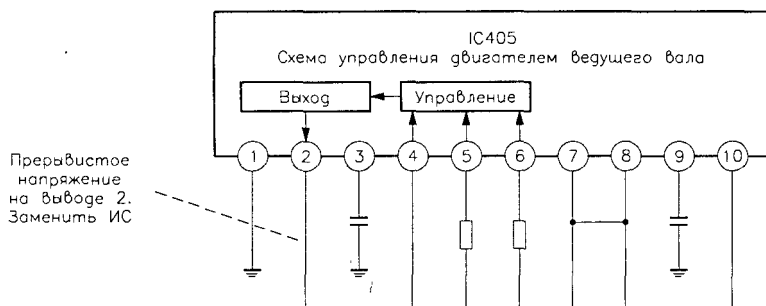 IC405
Схема управления двигателем ведущего вала
Выход
Управление
1 2 3 4 5 6 7 8 9 10
Прерывистое
напряжение
на выводе 2.
Заменить ИС